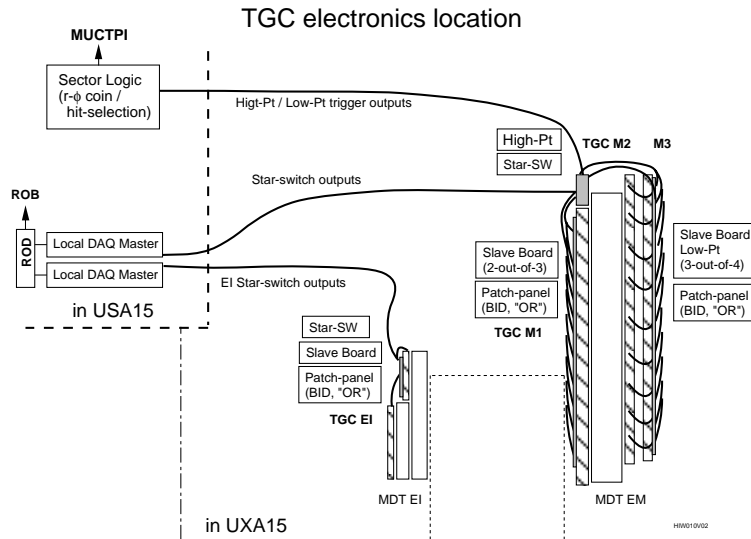 TGC electronics location
MUCTPI
Sector Logic
(r-φ coin /
hit-selection)
Higt-Pt / Low-Pt trigger outputs
High-Pt
Star-SW
TGC M2
M3
Star-switch outputs
ROB
ROD
Local DAQ Master
Local DAQ Master
EI Star-switch outputs
in USA15
Slave Board
(2-out-of-3)
Patch-panel
(BID, "OR")
TGC M1
Slave Board
Low-Pt
(3-out-of-4)
Patch-panel
(BID, "OR")
Star-SW
Slave Board
Patch-panel
(BID, "OR")
TGC EI
MDT EI
MDT EM
in UXA15
HIW010V02